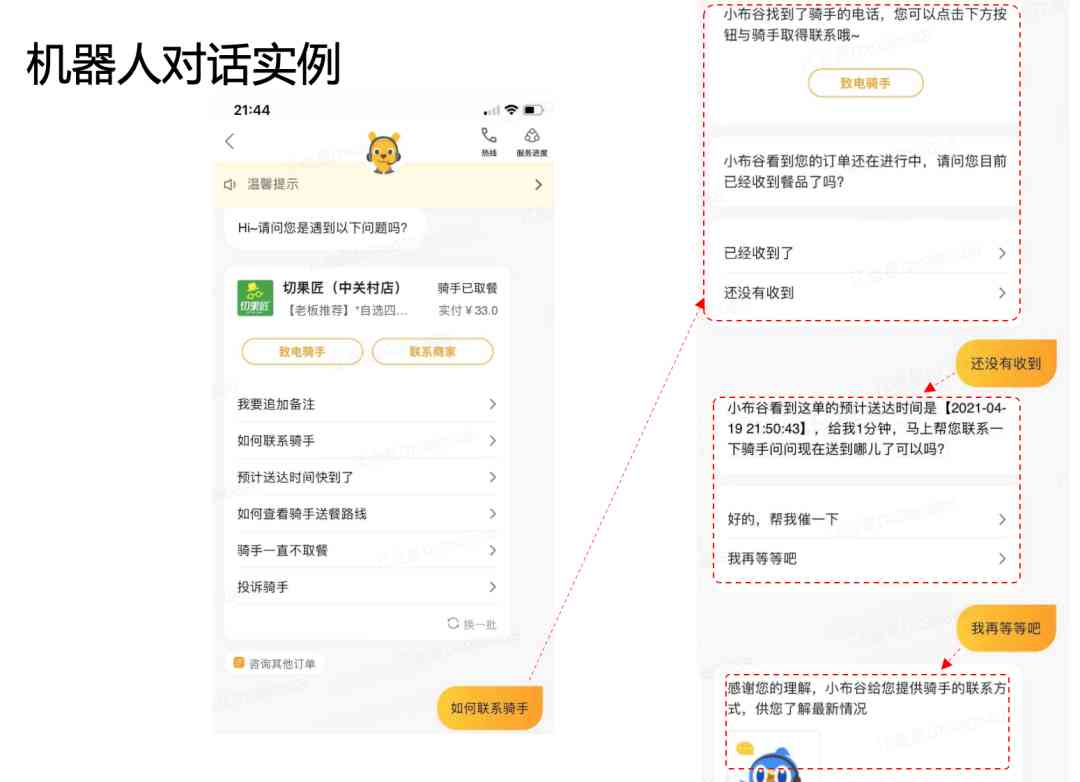 机器人对话实例
21:44
热线
服务进度
温馨提示
Hi~请问您是遇到以下问题吗?
切果匠
切果匠（中关村店）
骑手已取餐
【老板推荐】*自选四...
实付 ¥ 33.0
致电骑手
联系商家
我要追加备注
如何联系骑手
预计送达时间快到了
如何查看骑手送餐路线
骑手一直不取餐
投诉骑手
换一批
咨询其他订单
如何联系骑手
小布谷找到了骑手的电话，您可以点击下方按
钮与骑手取得联系哦~
致电骑手
小布谷看到您的订单还在进行中，请问您目前
已经收到餐品了吗?
已经收到了
还没有收到
还没有收到
小布谷看到这单的预计送达时间是【2021-04-
19 21:50:43】，给我1分钟，马上帮您联系一
下骑手问问现在送到哪儿了可以吗?
好的，帮我催一下
我再等等吧
我再等等吧
感谢您的理解，小布谷给您提供骑手的联系方
式，供您了解最新情况